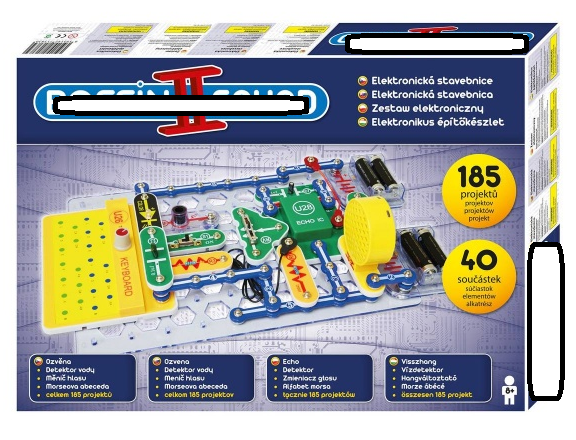 II
Elektronická stavebnice
Elektronická stavebnica
Zestaw elektroniczny
Elektronikus építőkészlet
185
projektů
projektov
projektów
projekt
40
součástek
súčiastok
elementów
alkatrész
U26
KEYBOARD
U28
ECHO IC
Ozvěna
Detektor vody
Měnič hlasu
Morseova abeceda
celkem 185 projektů
Ozvena
Detektor vody
Menič hlasu
Morseova abeceda
celkom 185 projektov
Echo
Detektor
Zmieniacz głosu
Alfabet morsa
łącznie 185 projektów
Visszhang
Vízdetektor
Hangváltoztató
Morze ábécé
összesen 185 projekt
8+